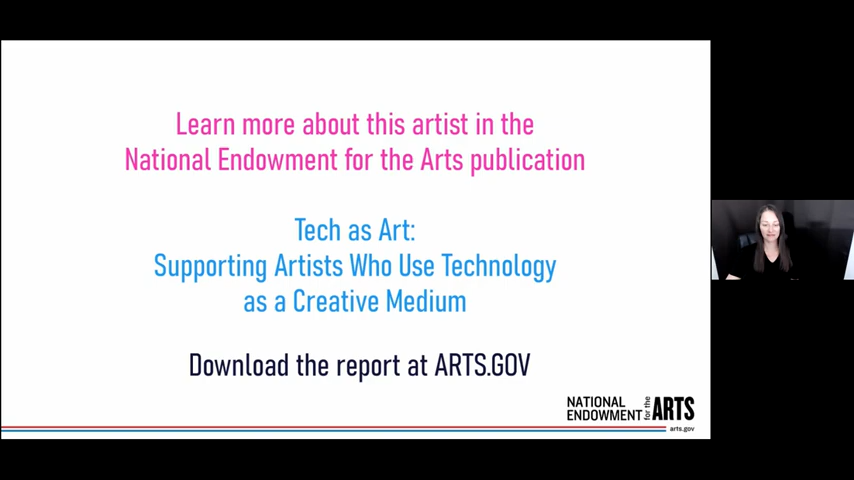 Learn more about this artist in the
National Endowment for the Arts publication
Tech as Art:
Supporting Artists Who Use Technology
as a Creative Medium
Download the report at ARTS.GOV
NATIONAL
ENDOWMENT for the ARTS
arts.gov